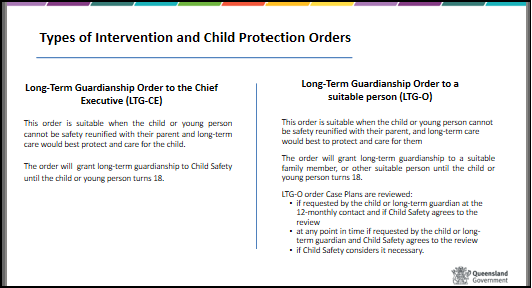 Types of Intervention and Child Protection Orders
Long-Term Guardianship Order to the Chief
Executive (LTG-CE)
This order is suitable when the child or young person
cannot be safety reunified with their parent and long-term
care would best protect and care for the child.
The order will grant long-term guardianship to Child Safety
until the child or young person turns 18.
Long-Term Guardianship Order to a
suitable person (LTG-O)
This order is suitable when the child or young person cannot
be safety reunified with their parent, and long-term care
would best to protect and care for them
The order will grant long-term guardianship to a suitable
family member, or other suitable person until the child or
young person turns 18.
LTG-O order Case Plans are reviewed:
• if requested by the child or long-term guardian at the
12-monthly contact and if Child Safety agrees to the
review
• at any point in time if requested by the child or long-
term guardian and Child Safety agrees to the review
• if Child Safety considers it necessary.
Queensland
Government